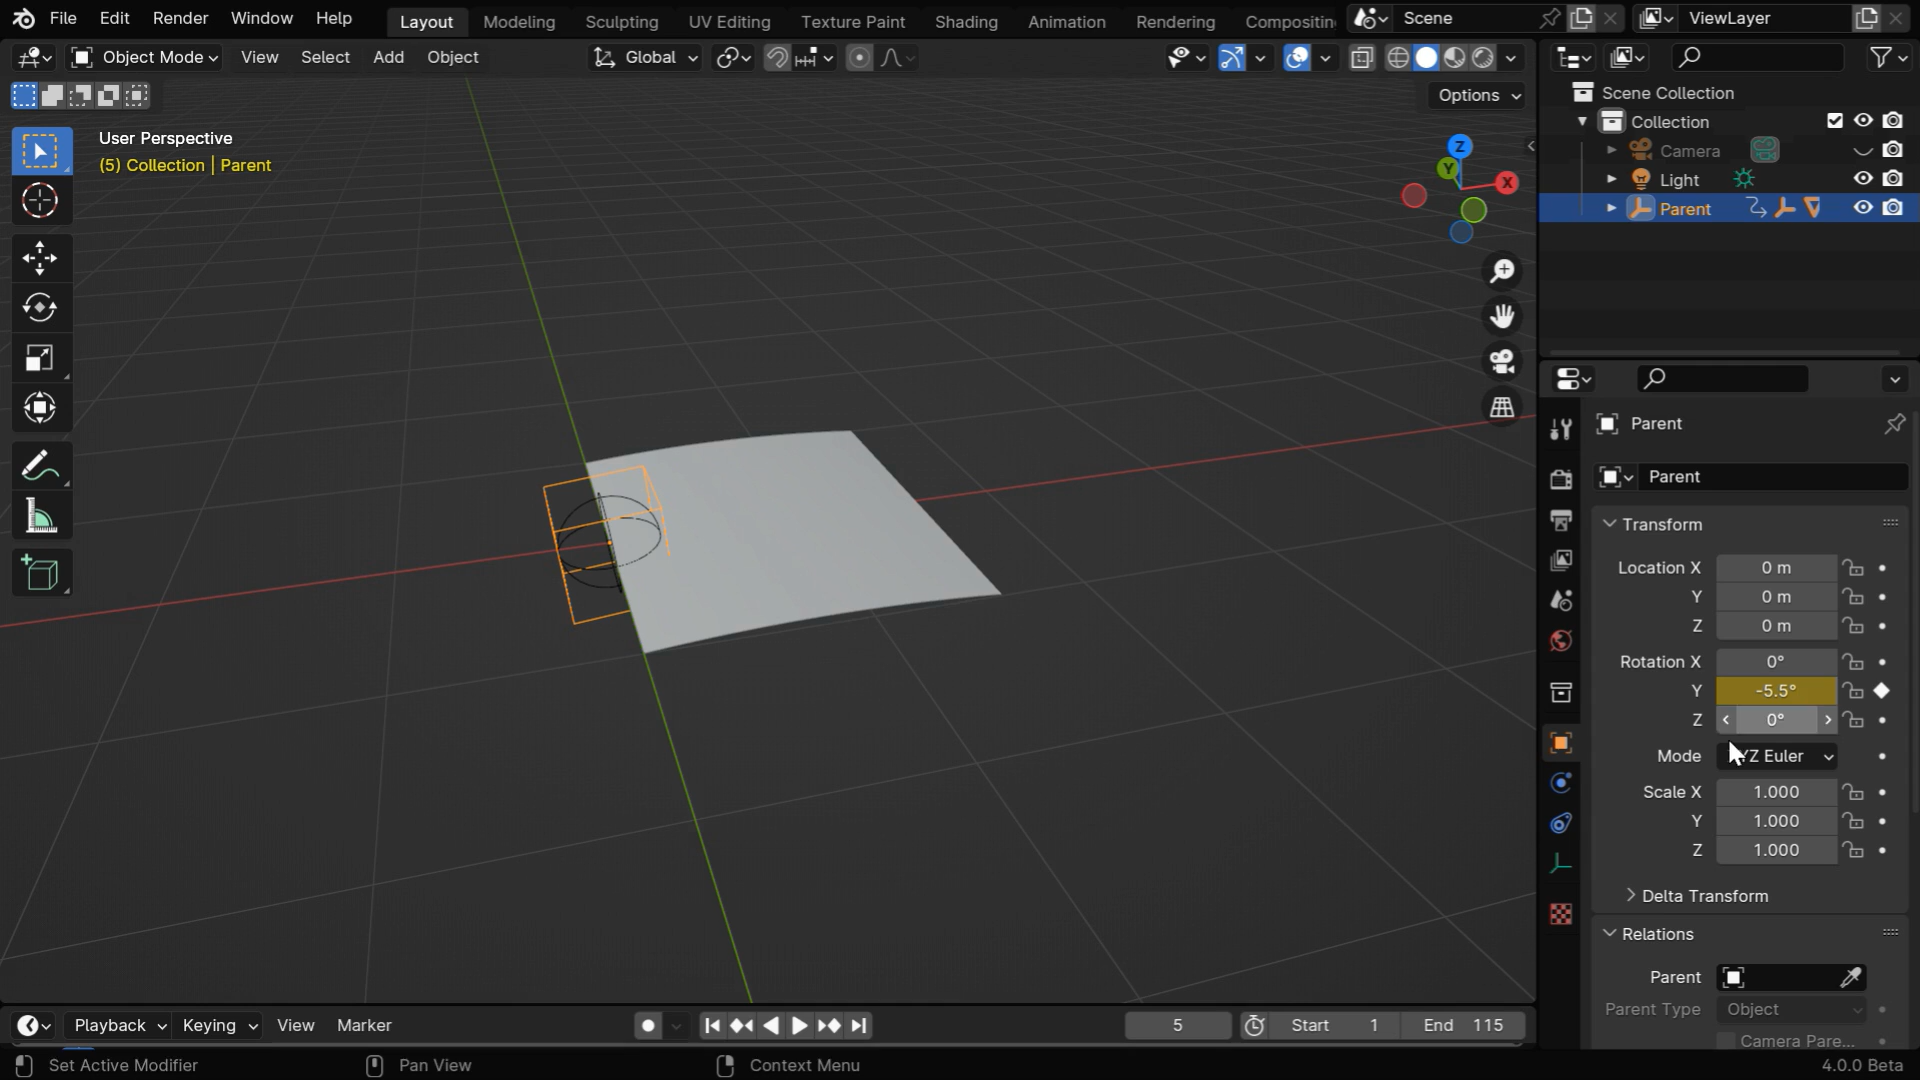 File Edit Render Window Help Layout Modeling Sculpting UV Editing Texture Paint Shading Animation Rendering Compositin Scene ViewLayer
Object Mode View Select Add Object Global
Options
User Perspective
(5) Collection | Parent
Z
Y
X
Scene Collection
Collection
Camera
Light
Parent
Parent
Parent
Transform
Location X 0 m
Y 0 m
Z 0 m
Rotation X 0°
Y -5.5°
Z 0°
Mode YZ Euler
Scale X 1.000
Y 1.000
Z 1.000
Delta Transform
Relations
Parent
Parent Type Object
Camera Pare...
Playback Keying View Marker 5 Start 1 End 115
Set Active Modifier Pan View Context Menu 4.0.0 Beta